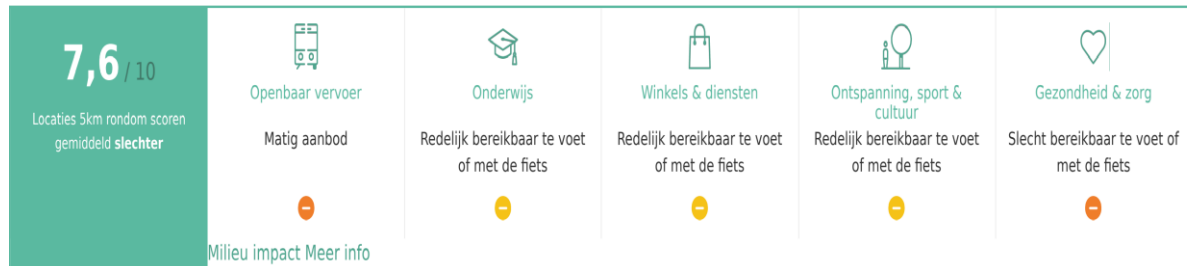 7,6 / 10
Locaties 5km rondom scoren
gemiddeld slechter
Openbaar vervoer
Matig aanbod
Onderwijs
Redelijk bereikbaar te voet
of met de fiets
Winkels & diensten
Redelijk bereikbaar te voet
of met de fiets
Ontspanning, sport &
cultuur
Redelijk bereikbaar te voet
of met de fiets
Gezondheid & zorg
Slecht bereikbaar te voet of
met de fiets
Milieu impact Meer info